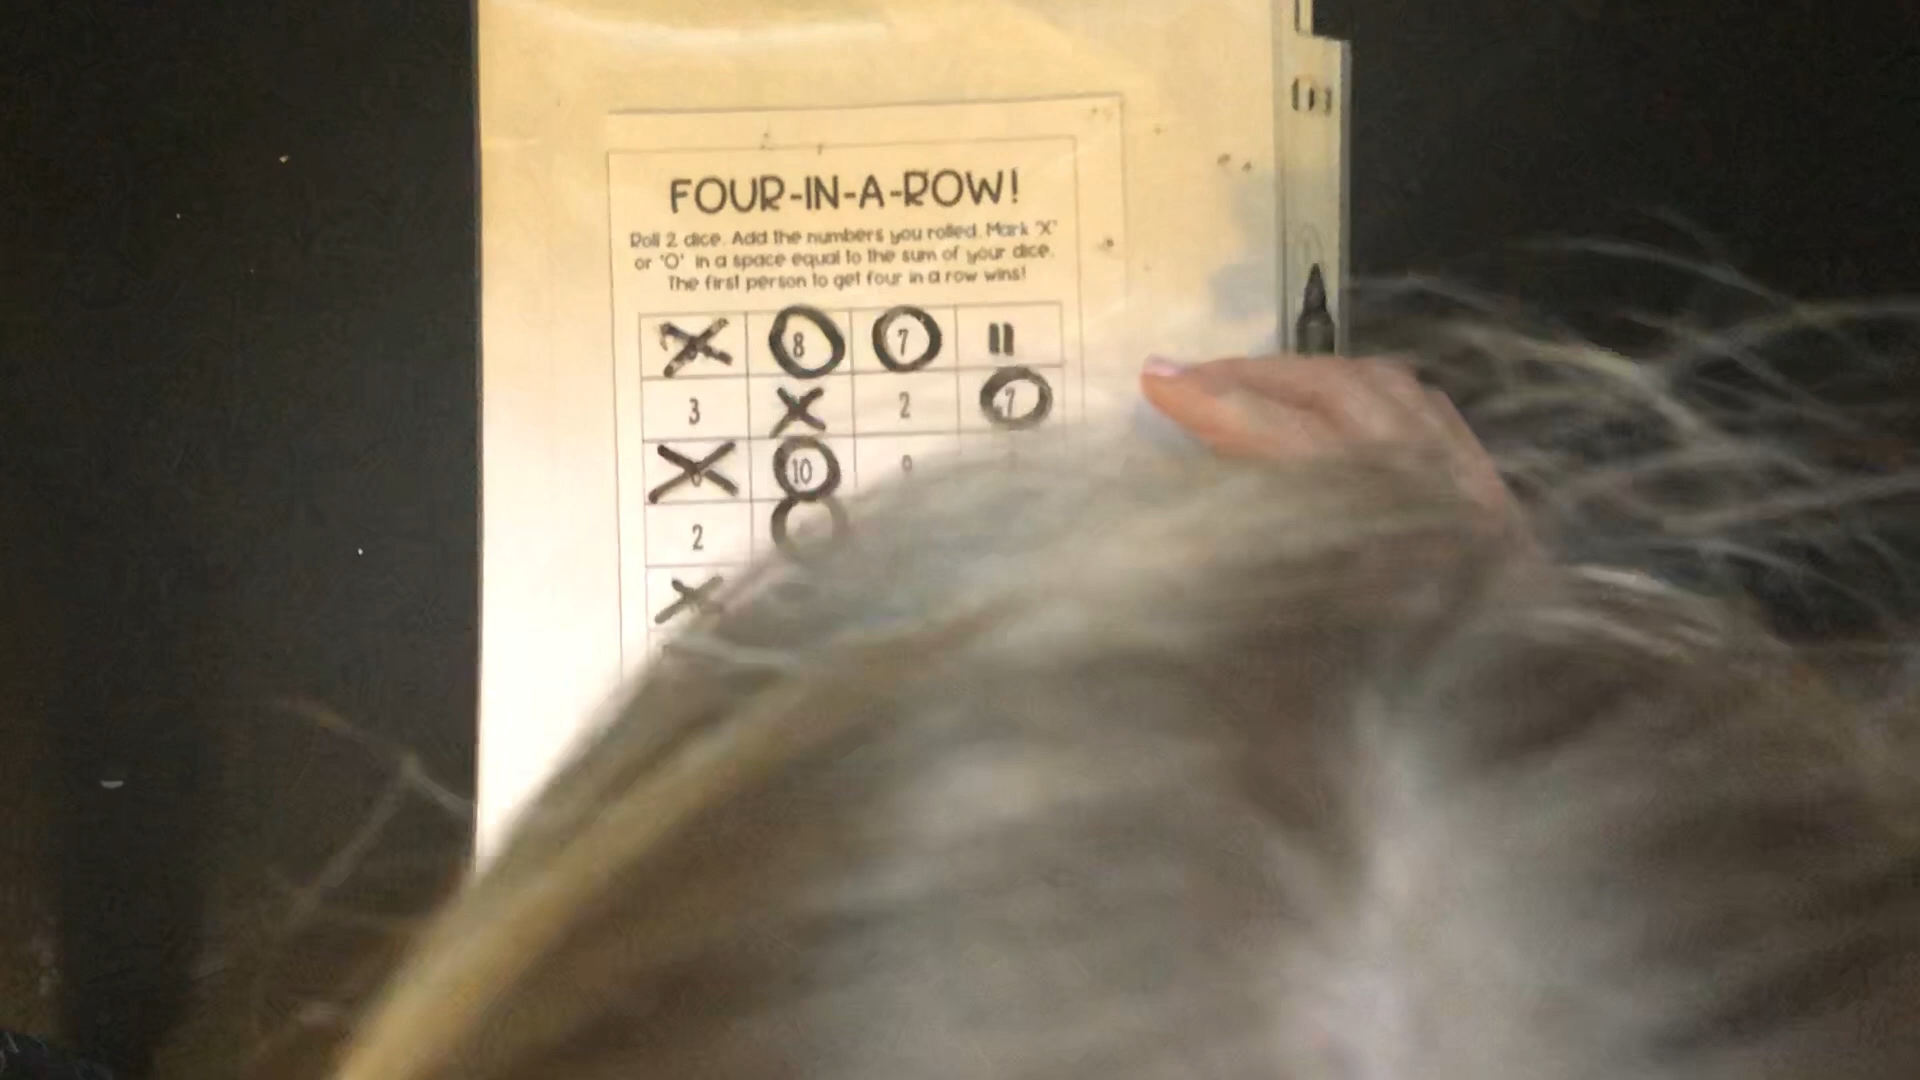 FOUR-IN-A-ROW!
Roll 2 dice. Add the numbers you rolled. Mark 'X'
or 'O' in a space equal to the sum of your dice.
The first person to get four in a row wins!
X 8 7 11
3 X 2 7
X 10
2 O
X